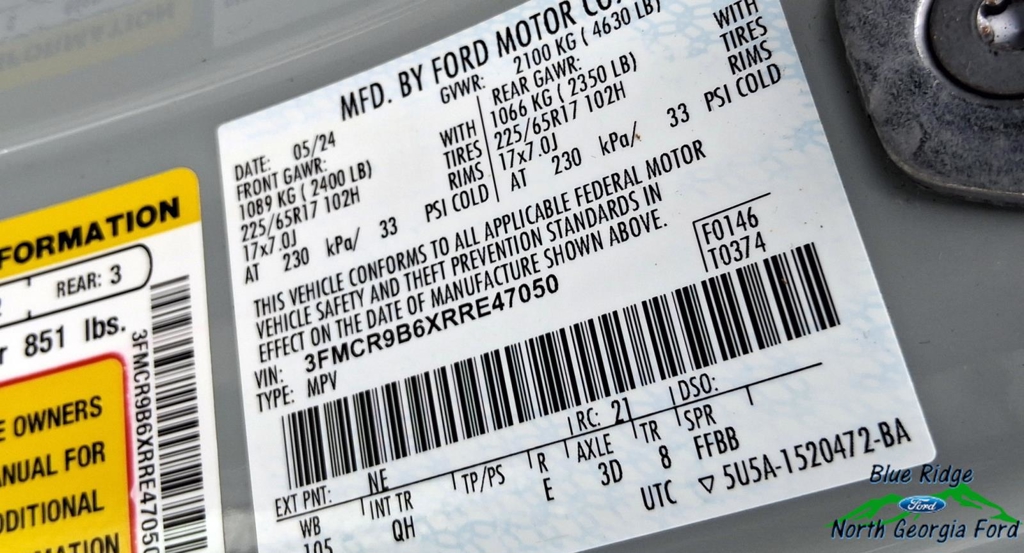 MFD. BY FORD MOTOR CO.
GVWR: 2100 KG ( 4630 LB)
DATE: 05/24
FRONT GAWR:
1089 KG ( 2400 LB) WITH
225/65R17 102H TIRES
17x7.0J RIMS
AT 230 kPa/ 33 PSI COLD
REAR GAWR:
1066 KG ( 2350 LB) WITH
225/65R17 102H TIRES
17x7.0J RIMS
AT 230 kPa/ 33 PSI COLD
THIS VEHICLE CONFORMS TO ALL APPLICABLE FEDERAL MOTOR
VEHICLE SAFETY AND THEFT PREVENTION STANDARDS IN
EFFECT ON THE DATE OF MANUFACTURE SHOWN ABOVE.
F0146
T0374
VIN: 3FMCR9B6XRRE47050
TYPE: MPV
EXT PNT: NE RC: 21 DSO:
WB INT TR TP/PS R AXLE TR SPR
105 QH E 3D 8 FFBB
UTC ▽ 5U5A-1520472-BA
FORMATION
REAR: 3
851 lbs.
3FMCR9B6XRRE47050
OWNERS
FOR
Blue Ridge
Ford
North Georgia Ford